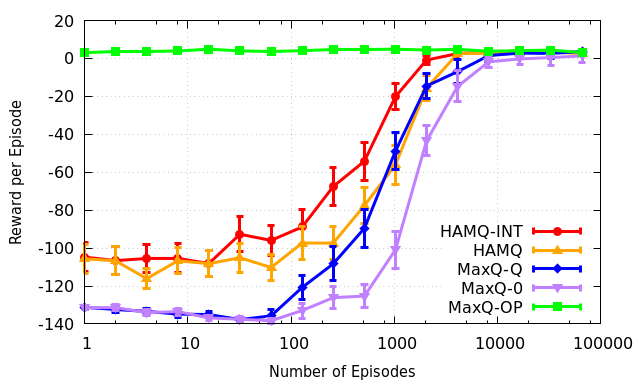 20
0
-20
-40
-60
-80
-100
-120
-140
Reward per Episode
HAMQ-INT
HAMQ
MaxQ-Q
MaxQ-0
MaxQ-OP
1 10 100 1000 10000 100000
Number of Episodes